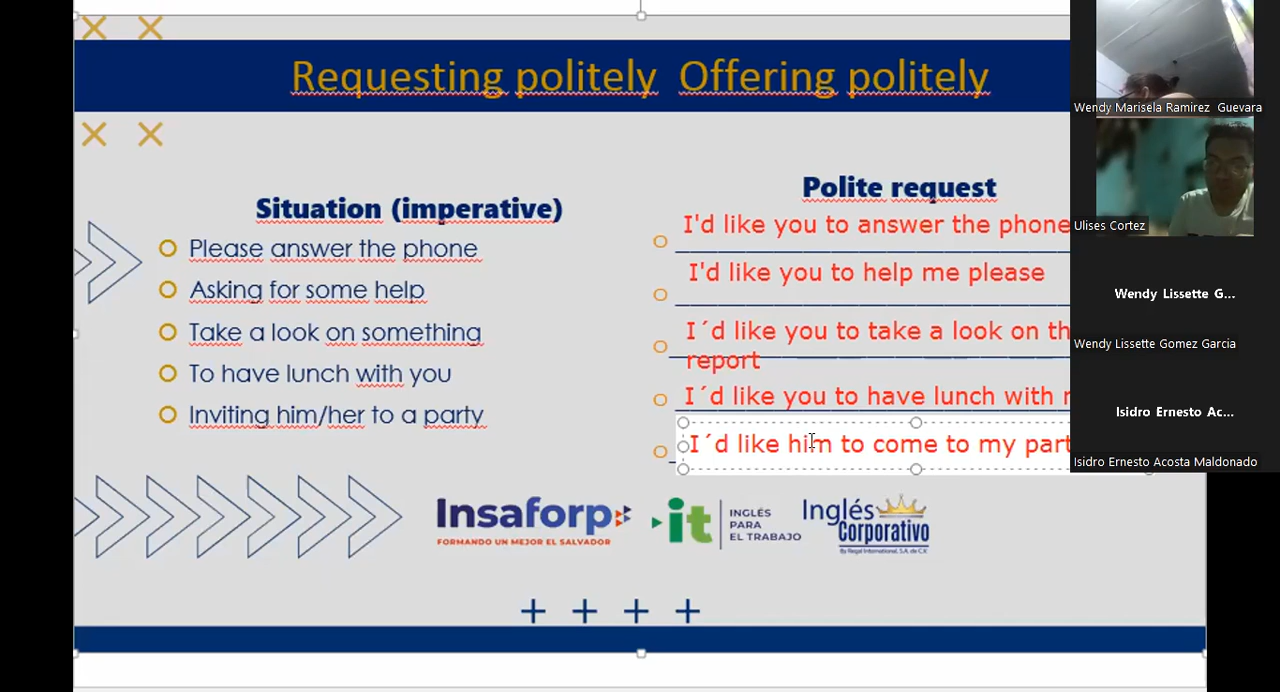 Requesting politely  Offering politely
Situation (imperative)
Please answer the phone
Asking for some help
Take a look on something
To have lunch with you
Inviting him/her to a party
Polite request
I'd like you to answer the phone
I'd like you to help me please
I´d like you to take a look on th
report
I´d like you to have lunch with
I´d like him to come to my part
Insaforp
FORMANDO UN MEJOR EL SALVADOR
it
INGLÉS
PARA
EL TRABAJO
Inglés
Corporativo
By Regal International, S.A. de C.V.
Wendy Marisela Ramirez  Guevara
Ulises Cortez
Wendy Lissette G...
Wendy Lissette Gomez Garcia
Isidro Ernesto Ac...
Isidro Ernesto Acosta Maldonado